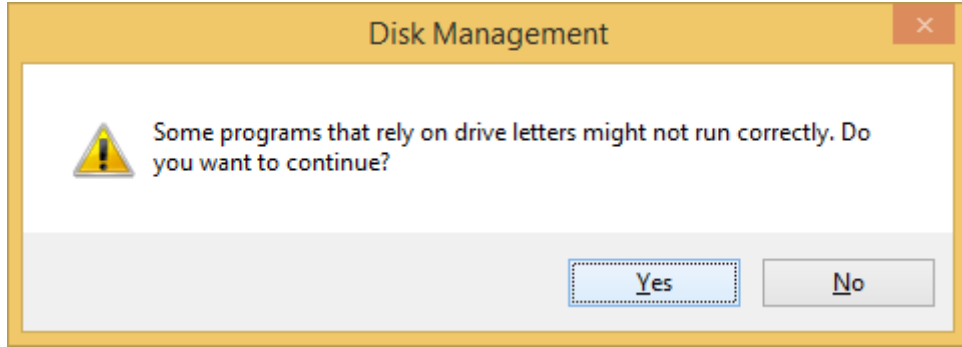 Disk Management
Some programs that rely on drive letters might not run correctly. Do
you want to continue?
Yes
No